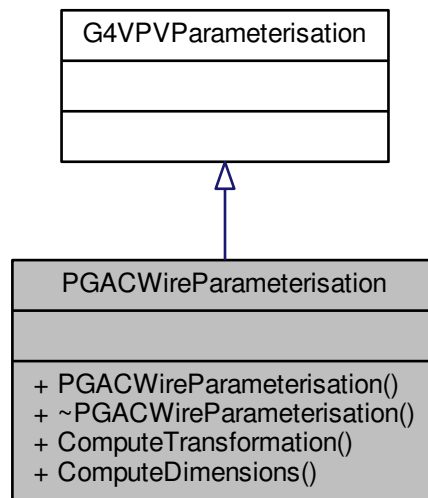 G4VPVParameterisation
PGACWireParameterisation
+ PGACWireParameterisation()
+ ~PGACWireParameterisation()
+ ComputeTransformation()
+ ComputeDimensions()